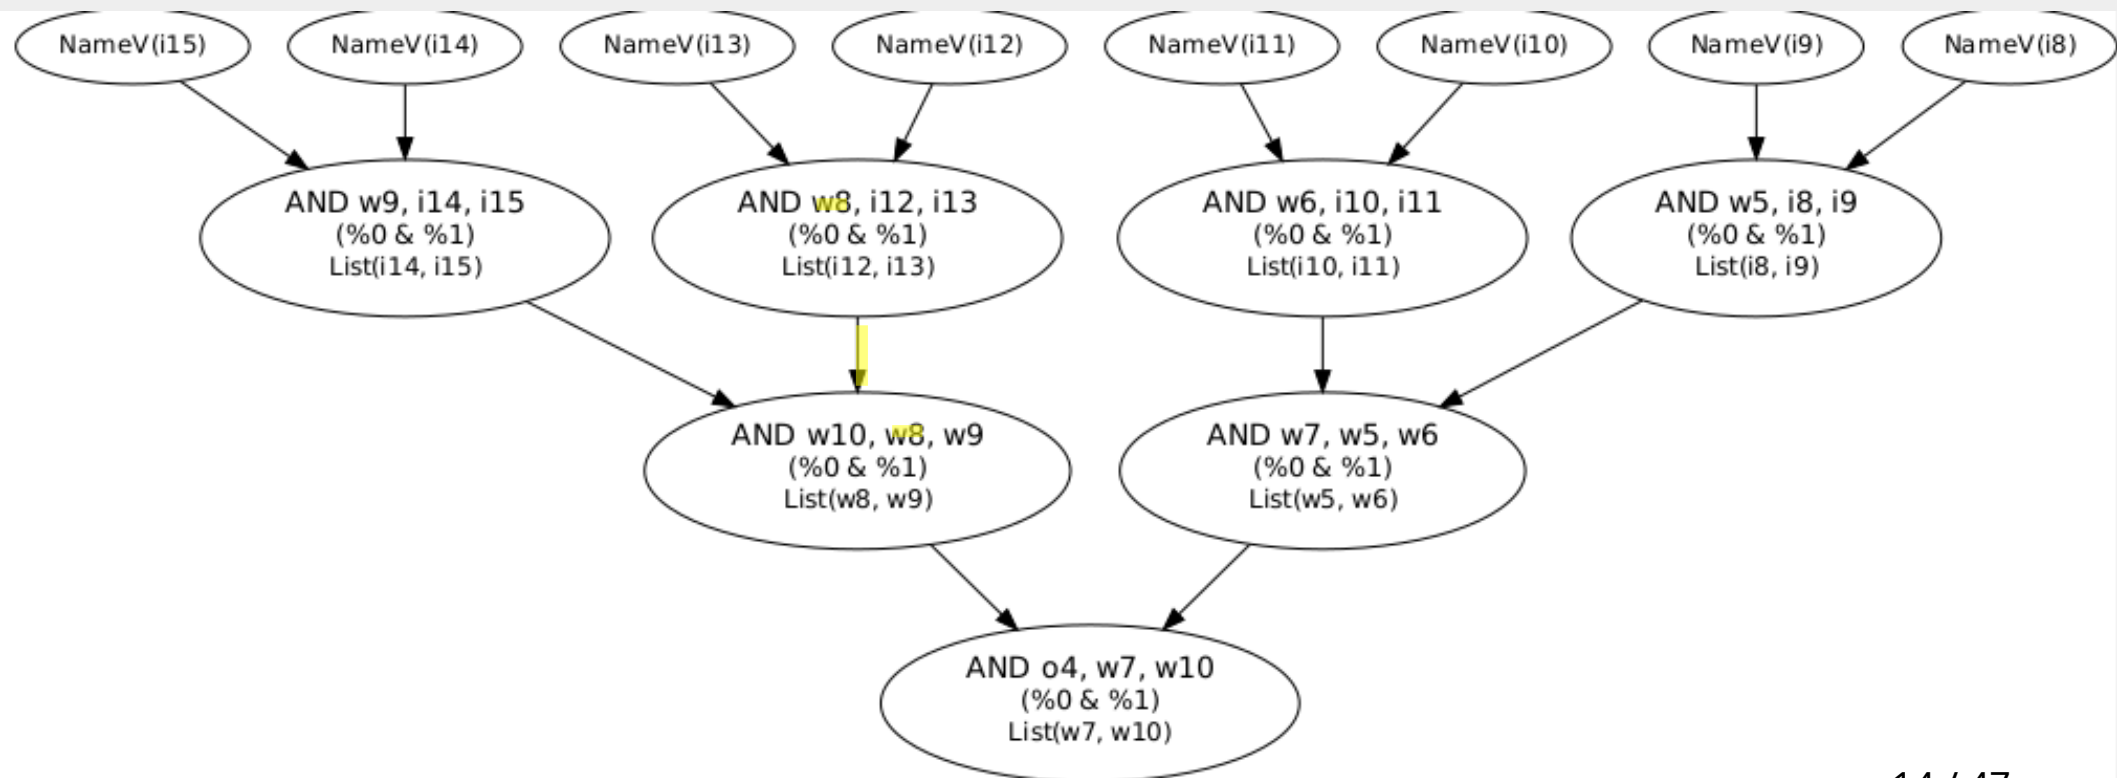 NameV(i15)
NameV(i14)
NameV(i13)
NameV(i12)
NameV(i11)
NameV(i10)
NameV(i9)
NameV(i8)
AND w9, i14, i15
(%0 & %1)
List(i14, i15)
AND w8, i12, i13
(%0 & %1)
List(i12, i13)
AND w6, i10, i11
(%0 & %1)
List(i10, i11)
AND w5, i8, i9
(%0 & %1)
List(i8, i9)
AND w10, w8, w9
(%0 & %1)
List(w8, w9)
AND w7, w5, w6
(%0 & %1)
List(w5, w6)
AND o4, w7, w10
(%0 & %1)
List(w7, w10)
14 / 47